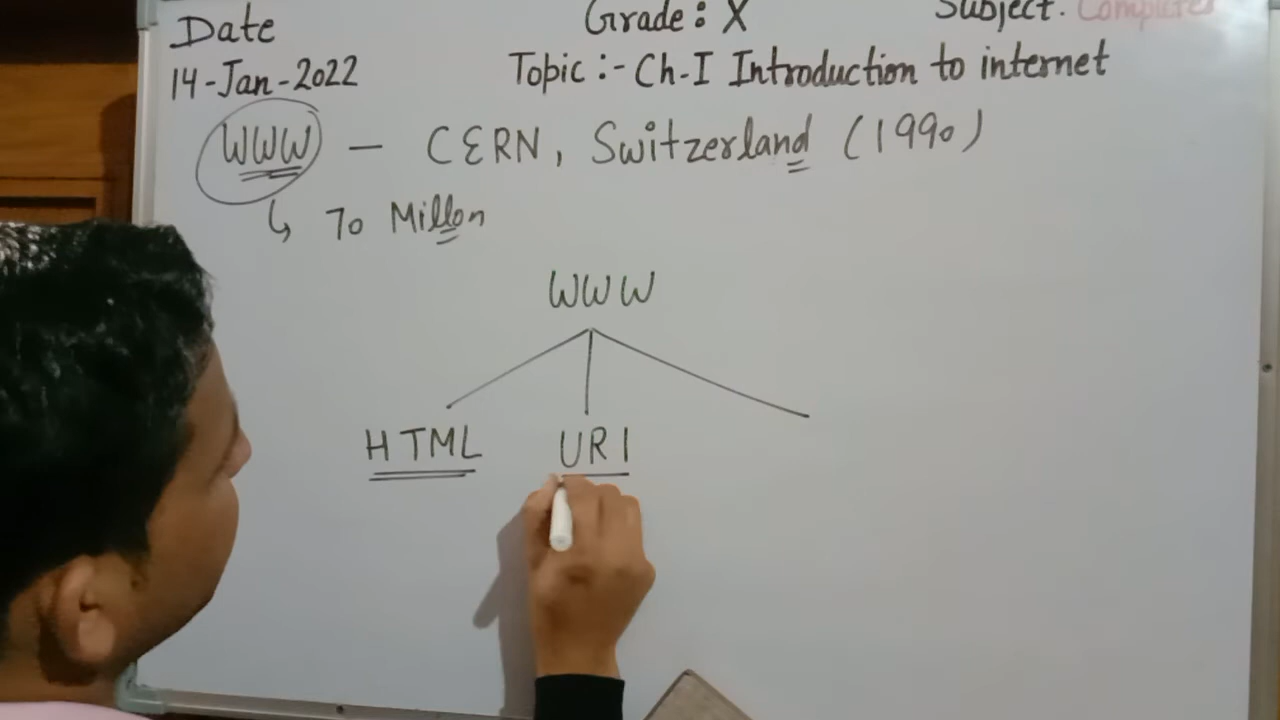 Date Grade : X Subject. Computer
14-Jan-2022 Topic :- Ch-I Introduction to internet
WWW — CERN, Switzerland (1990)
↳ 70 Millon
WWW
HTML URI